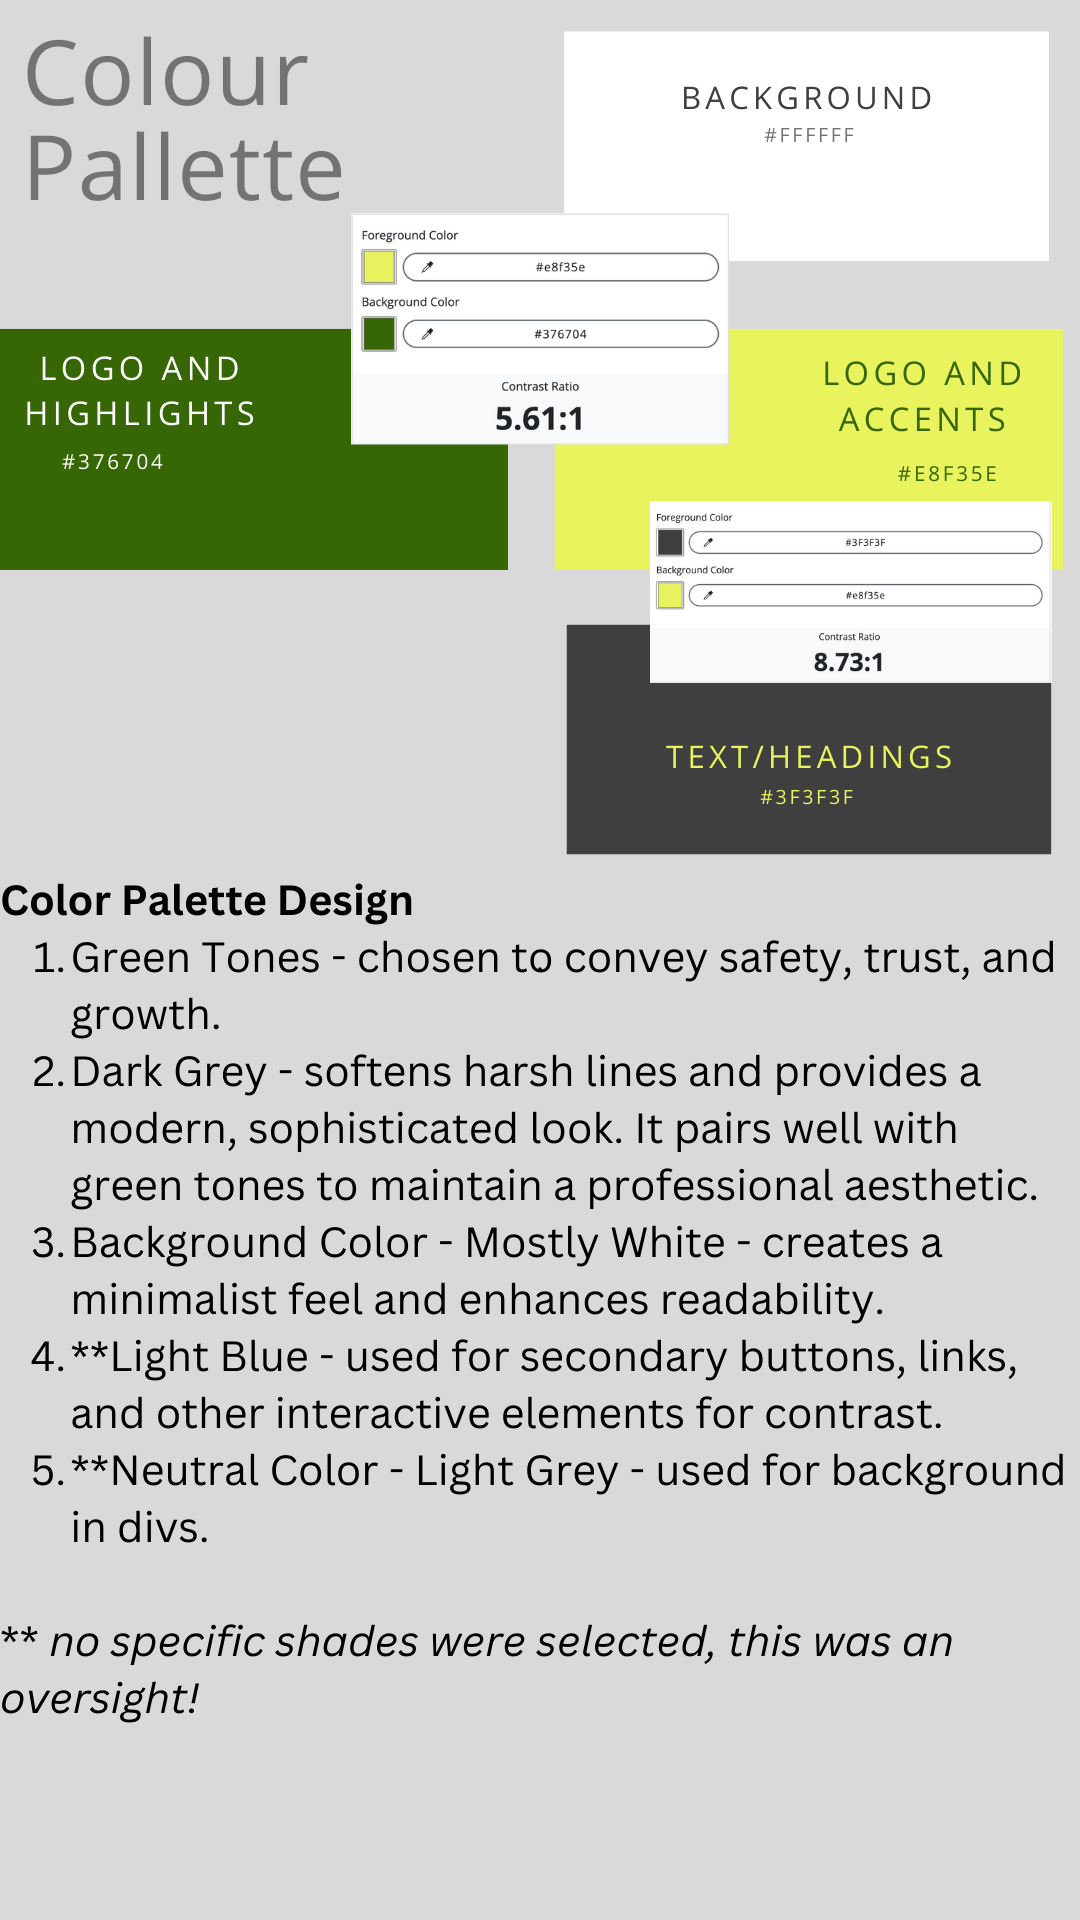 Colour
Pallette
BACKGROUND
#FFFFFF
Foreground Color
#e8f35e
Background Color
#376704
Contrast Ratio
5.61:1
LOGO AND
HIGHLIGHTS
#376704
LOGO AND
ACCENTS
#E8F35E
Foreground Color
#3F3F3F
Background Color
#e8f35e
Contrast Ratio
8.73:1
TEXT/HEADINGS
#3F3F3F
Color Palette Design
1. Green Tones - chosen to convey safety, trust, and
growth.
2. Dark Grey - softens harsh lines and provides a
modern, sophisticated look. It pairs well with
green tones to maintain a professional aesthetic.
3. Background Color - Mostly White - creates a
minimalist feel and enhances readability.
4. **Light Blue - used for secondary buttons, links,
and other interactive elements for contrast.
5. **Neutral Color - Light Grey - used for background
in divs.
** no specific shades were selected, this was an
oversight!